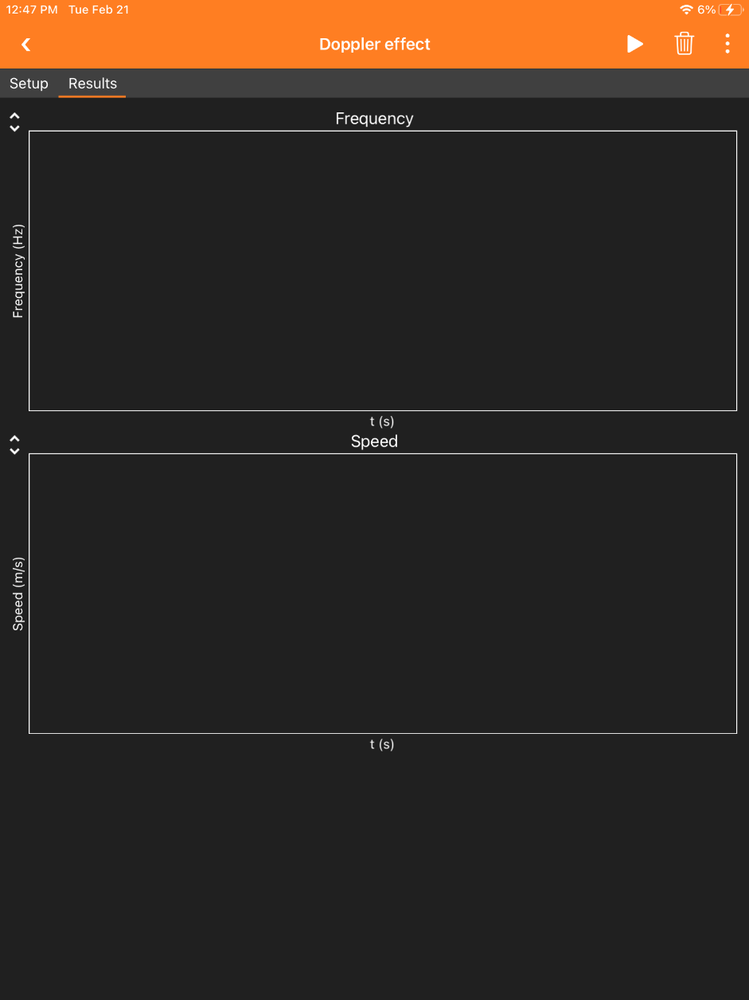 12:47 PM Tue Feb 21 6%
Doppler effect
Setup Results
Frequency
Frequency (Hz)
t (s)
Speed
Speed (m/s)
t (s)